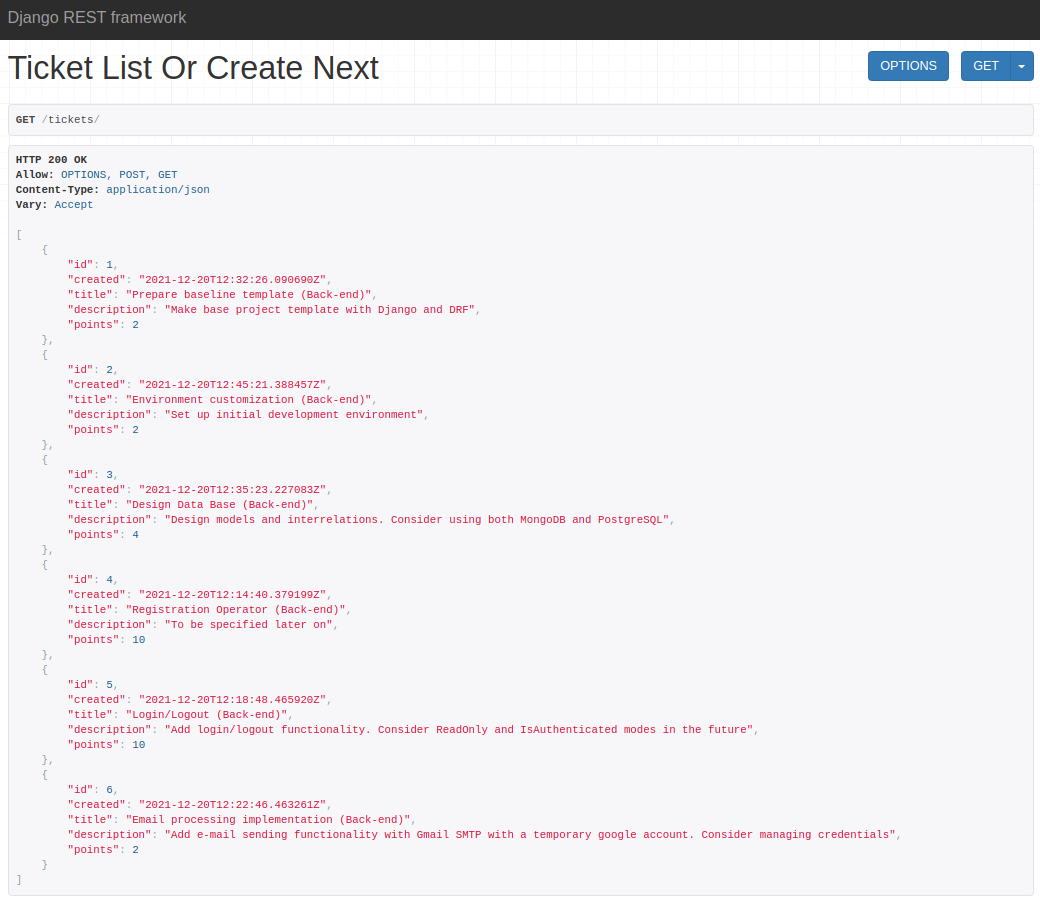 Django REST framework
Ticket List Or Create Next
OPTIONS
GET
GET /tickets/
HTTP 200 OK
Allow: OPTIONS, POST, GET
Content-Type: application/json
Vary: Accept
[
    {
        "id": 1,
        "created": "2021-12-20T12:32:26.090690Z",
        "title": "Prepare baseline template (Back-end)",
        "description": "Make base project template with Django and DRF",
        "points": 2
    },
    {
        "id": 2,
        "created": "2021-12-20T12:45:21.388457Z",
        "title": "Environment customization (Back-end)",
        "description": "Set up initial development environment",
        "points": 2
    },
    {
        "id": 3,
        "created": "2021-12-20T12:35:23.227083Z",
        "title": "Design Data Base (Back-end)",
        "description": "Design models and interrelations. Consider using both MongoDB and PostgreSQL",
        "points": 4
    },
    {
        "id": 4,
        "created": "2021-12-20T12:14:40.379199Z",
        "title": "Registration Operator (Back-end)",
        "description": "To be specified later on",
        "points": 10
    },
    {
        "id": 5,
        "created": "2021-12-20T12:18:48.465920Z",
        "title": "Login/Logout (Back-end)",
        "description": "Add login/logout functionality. Consider ReadOnly and IsAuthenticated modes in the future",
        "points": 10
    },
    {
        "id": 6,
        "created": "2021-12-20T12:22:46.463261Z",
        "title": "Email processing implementation (Back-end)",
        "description": "Add e-mail sending functionality with Gmail SMTP with a temporary google account. Consider managing credentials",
        "points": 2
    }
]